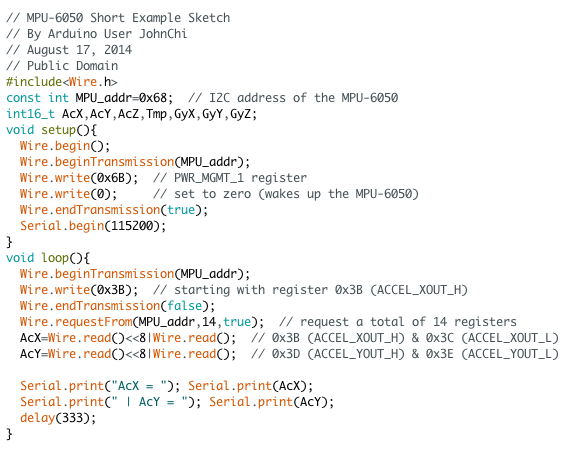 // MPU-6050 Short Example Sketch
// By Arduino User JohnChi
// August 17, 2014
// Public Domain
#include<Wire.h>
const int MPU_addr=0x68;  // I2C address of the MPU-6050
int16_t AcX,AcY,AcZ,Tmp,GyX,GyY,GyZ;
void setup(){
  Wire.begin();
  Wire.beginTransmission(MPU_addr);
  Wire.write(0x6B);  // PWR_MGMT_1 register
  Wire.write(0);     // set to zero (wakes up the MPU-6050)
  Wire.endTransmission(true);
  Serial.begin(115200);
}
void loop(){
  Wire.beginTransmission(MPU_addr);
  Wire.write(0x3B);  // starting with register 0x3B (ACCEL_XOUT_H)
  Wire.endTransmission(false);
  Wire.requestFrom(MPU_addr,14,true);  // request a total of 14 registers
  AcX=Wire.read()<<8|Wire.read();  // 0x3B (ACCEL_XOUT_H) & 0x3C (ACCEL_XOUT_L)
  AcY=Wire.read()<<8|Wire.read();  // 0x3D (ACCEL_YOUT_H) & 0x3E (ACCEL_YOUT_L)
  Serial.print("AcX = "); Serial.print(AcX);
  Serial.print(" | AcY = "); Serial.print(AcY);
  delay(333);
}